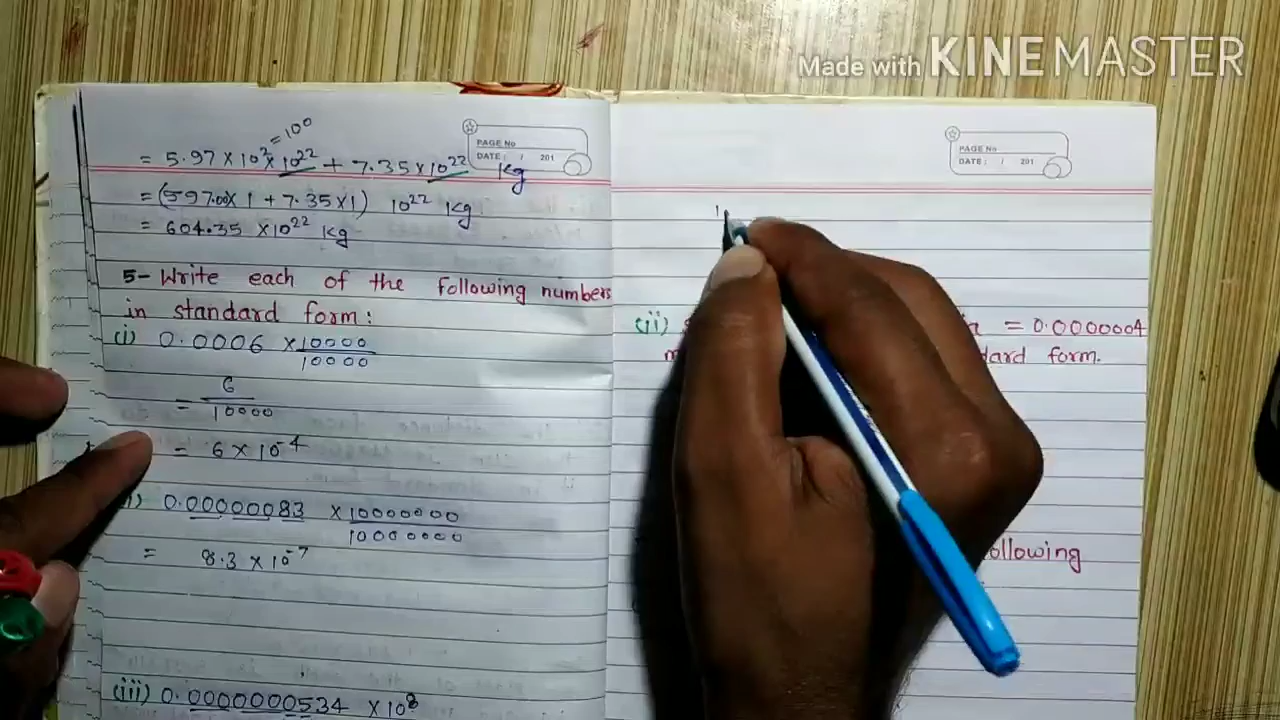 Made with KINEMASTER
= 100
= 5.97 × 10² × 10²² + 7.35 × 10²² Kg
PAGE No
DATE : / 201
= (597.00 × 1 + 7.35 × 1) 10²² Kg
= 604.35 × 10²² Kg
5- Write each of the following numbers
in standard form:
(i) 0.0006 × 10000
10000
= 6
10000
= 6 × 10⁻⁴
0.00000083 × 10000000
10000000
= 8.3 × 10⁻⁷
(iii) 0.0000000534 × 10⁸
PAGE No
DATE : / 201
(ii) = 0.0000004
form.